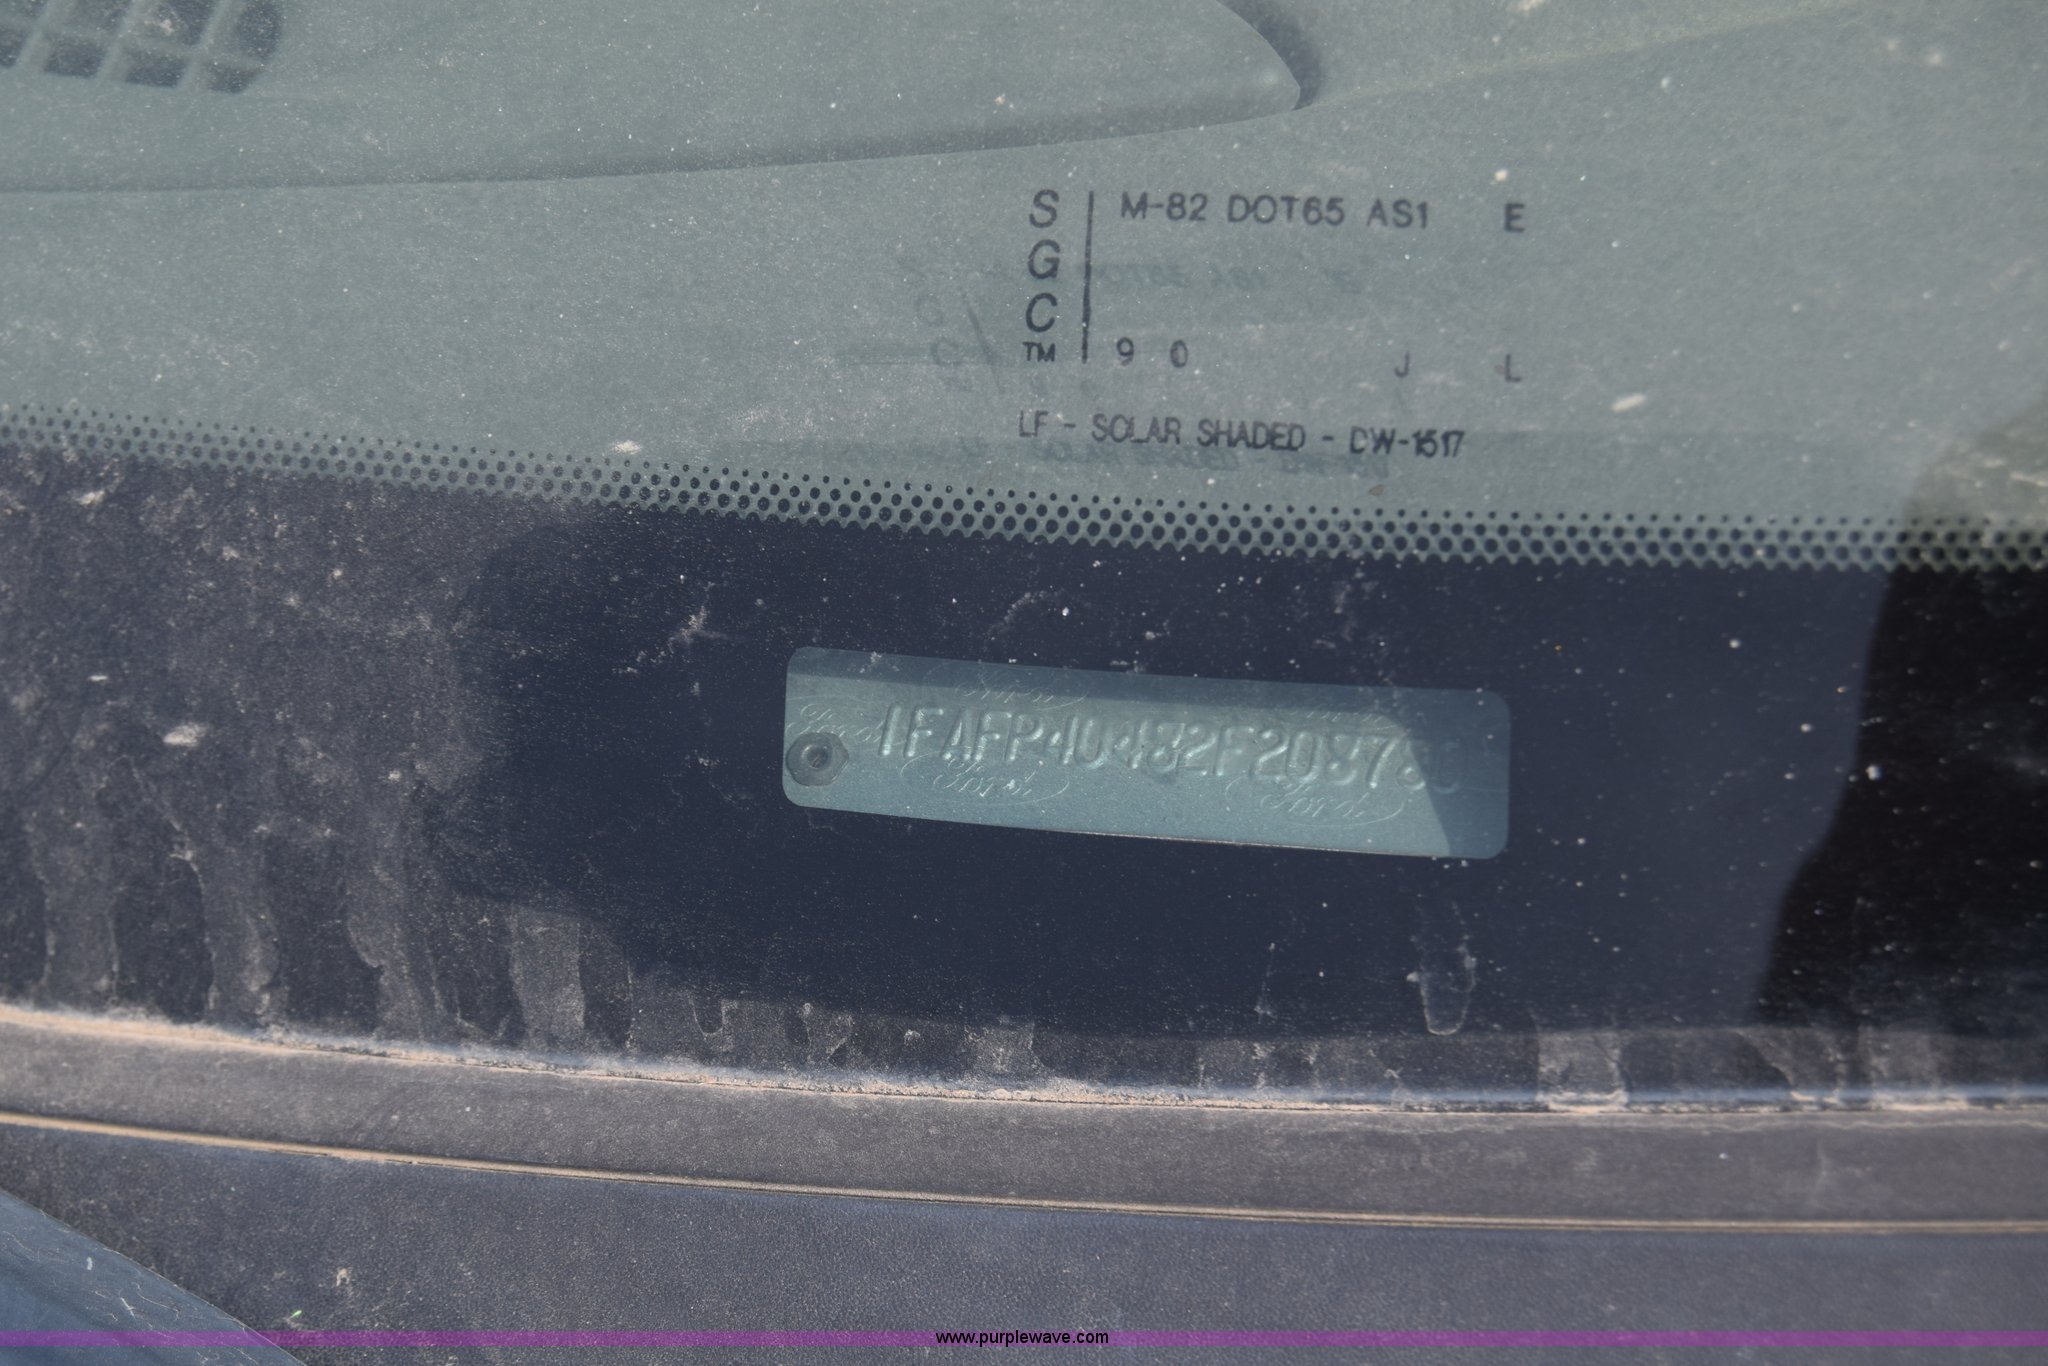 S M-82 DOT65 AS1 E
G
C
TM 9 0 J L
LF - SOLAR SHADED - DW-1517
1FAFP40482F208780
www.purplewave.com